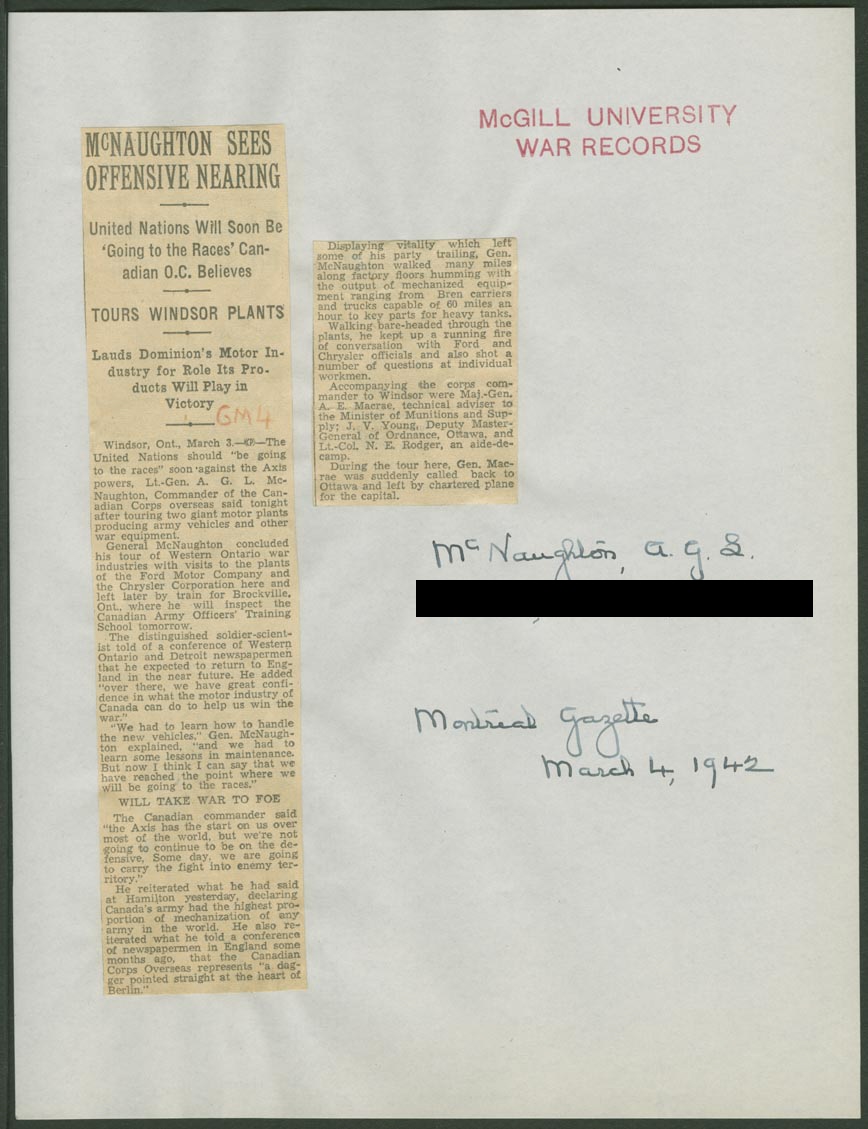 McGILL UNIVERSITY
WAR RECORDS
McNAUGHTON SEES
OFFENSIVE NEARING
United Nations Will Soon Be
'Going to the Races' Can-
adian O.C. Believes
TOURS WINDSOR PLANTS
Lauds Dominion's Motor In-
dustry for Role Its Pro-
ducts Will Play in
Victory
GM4
Windsor, Ont., March 3.—CP—The
United Nations should "be going
to the races" soon against the Axis
powers, Lt.-Gen. A. G. L. Mc-
Naughton, Commander of the Can-
adian Corps overseas said tonight
after touring two giant motor plants
producing army vehicles and other
war equipment.
General McNaughton concluded
his tour of Western Ontario war
industries with visits to the plants
of the Ford Motor Company and
the Chrysler Corporation here and
left later by train for Brockville,
Ont., where he will inspect the
Canadian Army Officers' Training
School tomorrow.
The distinguished soldier-scient-
ist told of a conference of Western
Ontario and Detroit newspapermen
that he expected to return to Eng-
land in the near future. He added
"over there, we have great confi-
dence in what the motor industry of
Canada can do to help us win the
war."
"We had to learn how to handle
the new vehicles," Gen. McNaugh-
ton explained, "and we had to
learn some lessons in maintenance.
But now I think I can say that we
have reached the point where we
will be going to the races."
WILL TAKE WAR TO FOE
The Canadian commander said
"the Axis has the start on us over
most of the world, but we're not
going to continue to be on the de-
fensive, Some day, we are going
to carry the fight into enemy ter-
ritory."
He reiterated what he had said
at Hamilton yesterday, declaring
Canada's army had the highest pro-
portion of mechanization of any
army in the world. He also re-
iterated what he told a conference
of newspapermen in England some
months ago, that the Canadian
Corps Overseas represents "a dag-
ger pointed straight at the heart of
Berlin."
Displaying vitality which left
some of his party trailing, Gen.
McNaughton walked many miles
along factory floors humming with
the output of mechanized equip-
ment ranging from Bren carriers
and trucks capable of 60 miles an
hour to key parts for heavy tanks.
Walking bare-headed through the
plants, he kept up a running fire
of conversation with Ford and
Chrysler officials and also shot a
number of questions at individual
workmen.
Accompanying the corps com-
mander to Windsor were Maj.-Gen.
A. E. Macrae, technical adviser to
the Minister of Munitions and Sup-
ply; J. V. Young, Deputy Master-
General of Ordnance, Ottawa, and
Lt.-Col. N. E. Rodger, an aide-de-
camp.
During the tour here, Gen. Mac-
rae was suddenly called back to
Ottawa and left by chartered plane
for the capital.
McNaughton, A. G. L.
Montreal Gazette
March 4, 1942